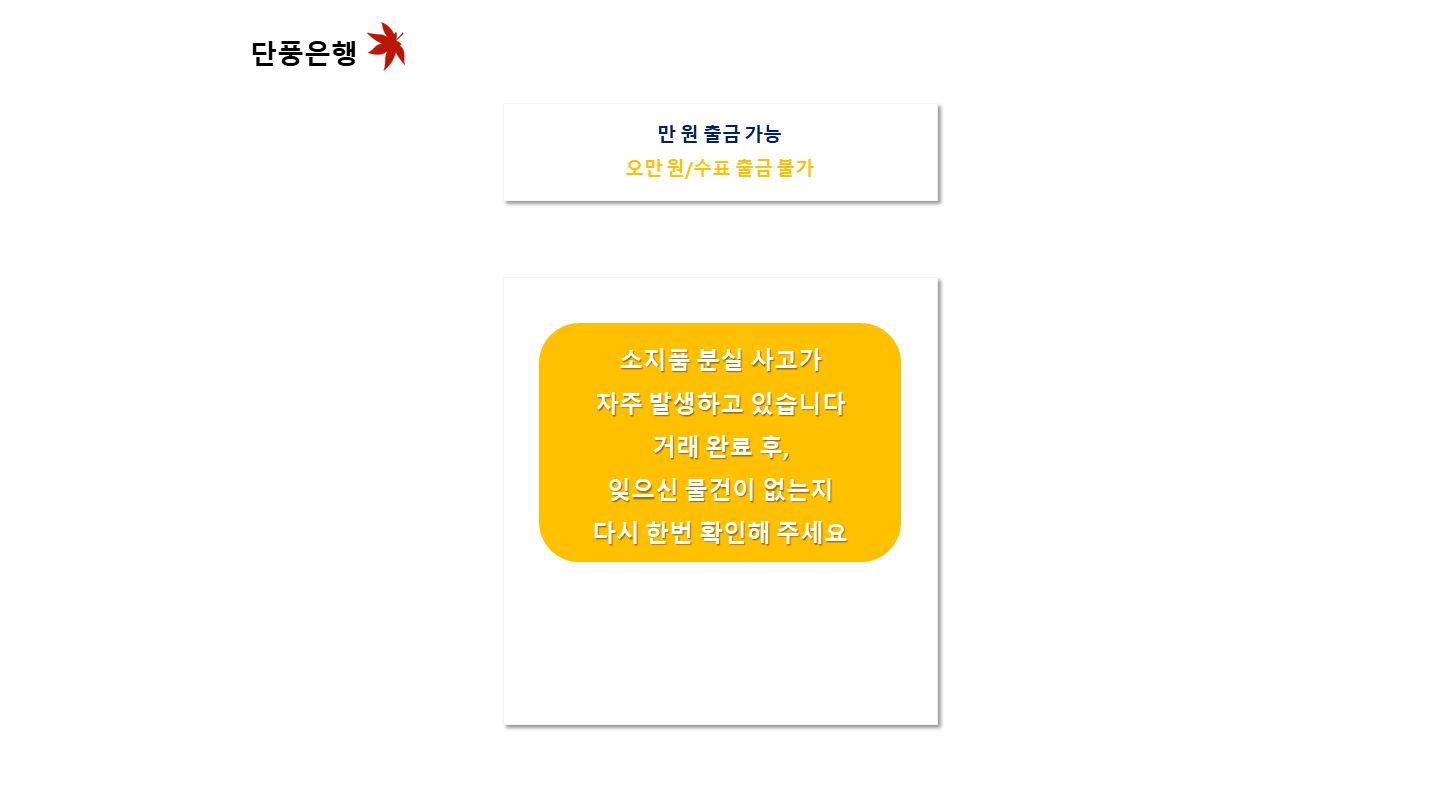 단풍은행
만 원 출금 가능
오만 원/수표 출금 불가
소지품 분실 사고가
자주 발생하고 있습니다
거래 완료 후,
잊으신 물건이 없는지
다시 한번 확인해 주세요